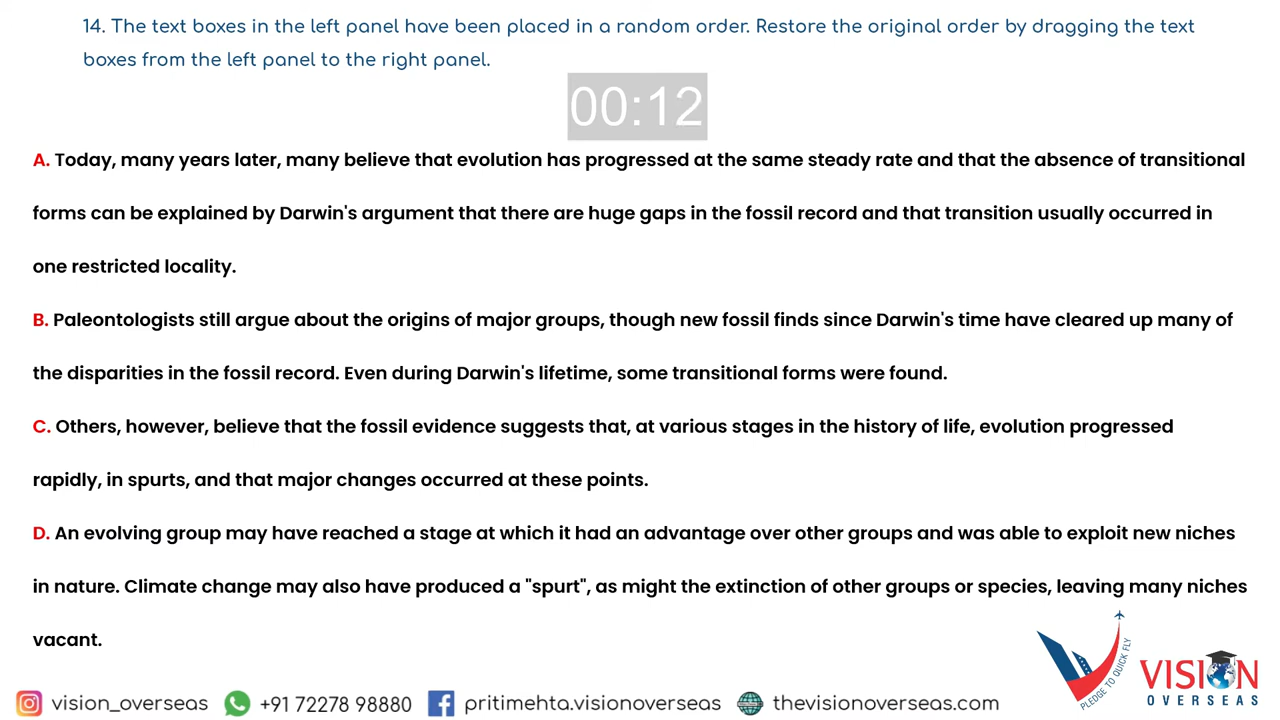 14. The text boxes in the left panel have been placed in a random order. Restore the original order by dragging the text
boxes from the left panel to the right panel.
00:12
A. Today, many years later, many believe that evolution has progressed at the same steady rate and that the absence of transitional
forms can be explained by Darwin's argument that there are huge gaps in the fossil record and that transition usually occurred in
one restricted locality.
B. Paleontologists still argue about the origins of major groups, though new fossil finds since Darwin's time have cleared up many of
the disparities in the fossil record. Even during Darwin's lifetime, some transitional forms were found.
C. Others, however, believe that the fossil evidence suggests that, at various stages in the history of life, evolution progressed
rapidly, in spurts, and that major changes occurred at these points.
D. An evolving group may have reached a stage at which it had an advantage over other groups and was able to exploit new niches
in nature. Climate change may also have produced a "spurt", as might the extinction of other groups or species, leaving many niches
vacant.
PLEDGE TO QUICK FLY
VISION
OVERSEAS
vision_overseas +91 72278 98880 pritimehta.visionoverseas thevisionoverseas.com